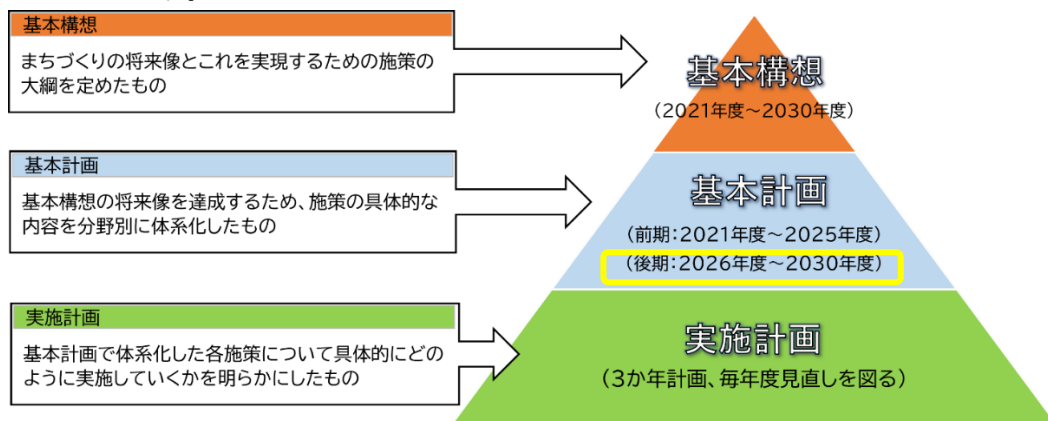 基本構想
まちづくりの将来像とこれを実現するための施策の
大綱を定めたもの
基本構想
(2021年度~2030年度)
基本計画
基本構想の将来像を達成するため、施策の具体的な
内容を分野別に体系化したもの
基本計画
(前期:2021年度~2025年度)
(後期:2026年度~2030年度)
実施計画
基本計画で体系化した各施策について具体的にどの
ように実施していくかを明らかにしたもの
実施計画
(3か年計画、毎年度見直しを図る)